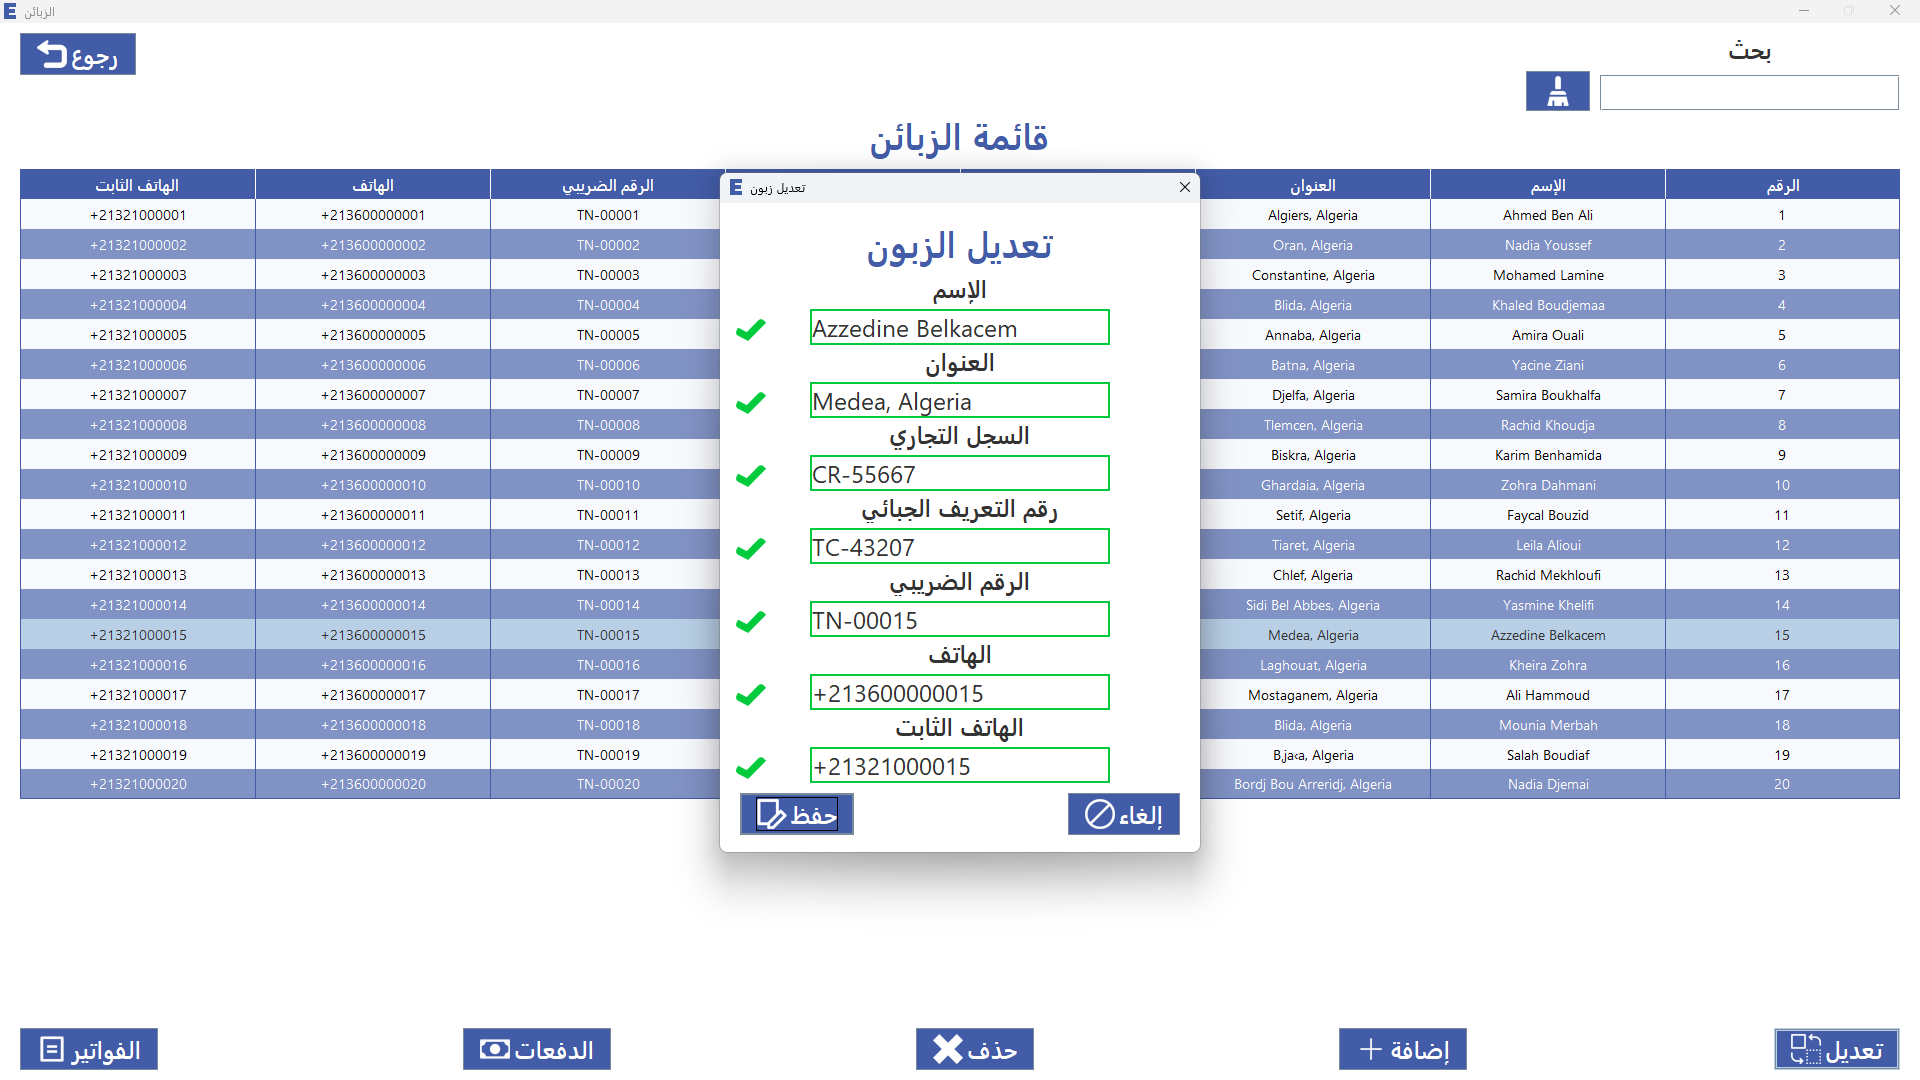 الزبائن
رجوع
بحث
قائمة الزبائن
الرقم الإسم العنوان الرقم الضريبي الهاتف الهاتف الثابت
1 Ahmed Ben Ali Algiers, Algeria TN-00001 +213600000001 +21321000001
2 Nadia Youssef Oran, Algeria TN-00002 +213600000002 +21321000002
3 Mohamed Lamine Constantine, Algeria TN-00003 +213600000003 +21321000003
4 Khaled Boudjemaa Blida, Algeria TN-00004 +213600000004 +21321000004
5 Amira Ouali Annaba, Algeria TN-00005 +213600000005 +21321000005
6 Yacine Ziani Batna, Algeria TN-00006 +213600000006 +21321000006
7 Samira Boukhalfa Djelfa, Algeria TN-00007 +213600000007 +21321000007
8 Rachid Khoudja Tlemcen, Algeria TN-00008 +213600000008 +21321000008
9 Karim Benhamida Biskra, Algeria TN-00009 +213600000009 +21321000009
10 Zohra Dahmani Ghardaia, Algeria TN-00010 +213600000010 +21321000010
11 Faycal Bouzid Setif, Algeria TN-00011 +213600000011 +21321000011
12 Leila Alioui Tiaret, Algeria TN-00012 +213600000012 +21321000012
13 Rachid Mekhloufi Chlef, Algeria TN-00013 +213600000013 +21321000013
14 Yasmine Khelifi Sidi Bel Abbes, Algeria TN-00014 +213600000014 +21321000014
15 Azzedine Belkacem Medea, Algeria TN-00015 +213600000015 +21321000015
16 Kheira Zohra Laghouat, Algeria TN-00016 +213600000016 +21321000016
17 Ali Hammoud Mostaganem, Algeria TN-00017 +213600000017 +21321000017
18 Mounia Merbah Blida, Algeria TN-00018 +213600000018 +21321000018
19 Salah Boudiaf Algeria TN-00019 +213600000019 +21321000019
20 Nadia Djemai Bordj Bou Arreridj, Algeria TN-00020 +213600000020 +21321000020
تعديل زبون
تعديل الزبون
الإسم
Azzedine Belkacem
العنوان
Medea, Algeria
السجل التجاري
CR-55667
رقم التعريف الجبائي
TC-43207
الرقم الضريبي
TN-00015
الهاتف
+213600000015
الهاتف الثابت
+21321000015
إلغاء
حفظ
تعديل
إضافة
حذف
الدفعات
الفواتير